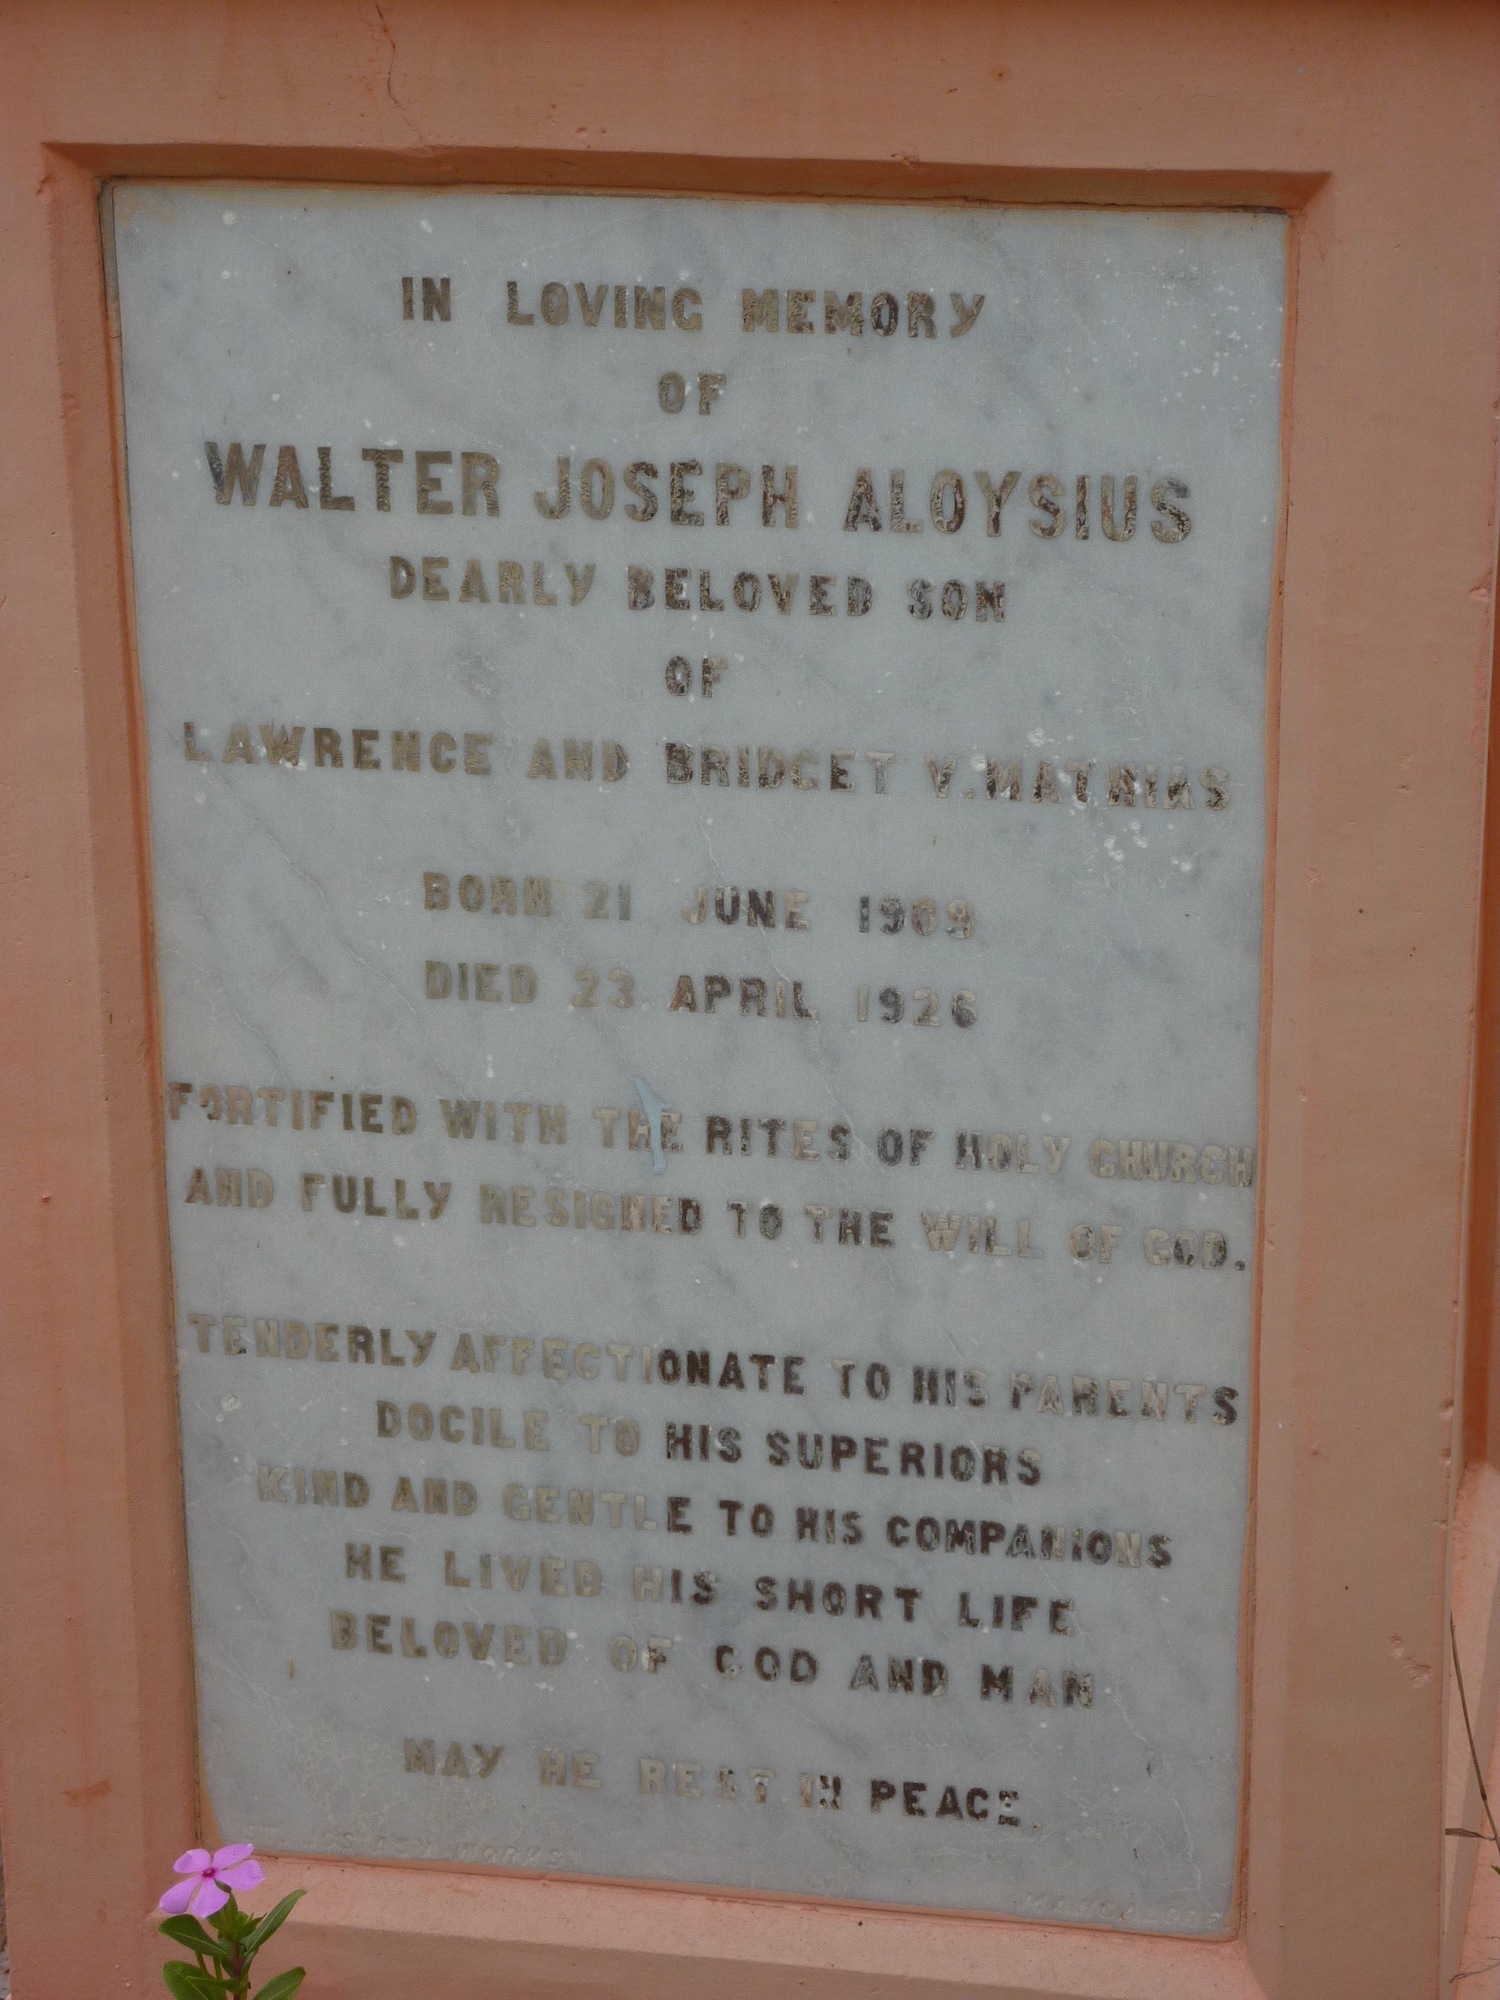 IN LOVING MEMORY
OF
WALTER JOSEPH ALOYSIUS
DEARLY BELOVED SON
OF
LAWRENCE AND BRIDGET V. MATHIAS
BORN 21 JUNE 1909
DIED 23 APRIL 1926
FORTIFIED WITH THE RITES OF HOLY CHURCH
AND FULLY RESIGNED TO THE WILL OF GOD.
TENDERLY AFFECTIONATE TO HIS PARENTS
DOCILE TO HIS SUPERIORS
KIND AND GENTLE TO HIS COMPANIONS
HE LIVED HIS SHORT LIFE
BELOVED OF GOD AND MAN
MAY HE REST IN PEACE.
WORKS
MANGALORE